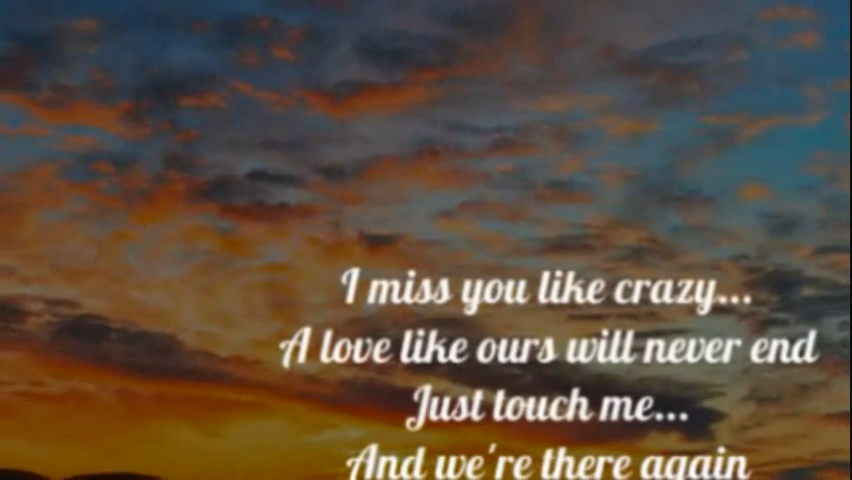 I miss you like crazy...
A love like ours will never end
Just touch me...
And we're there again